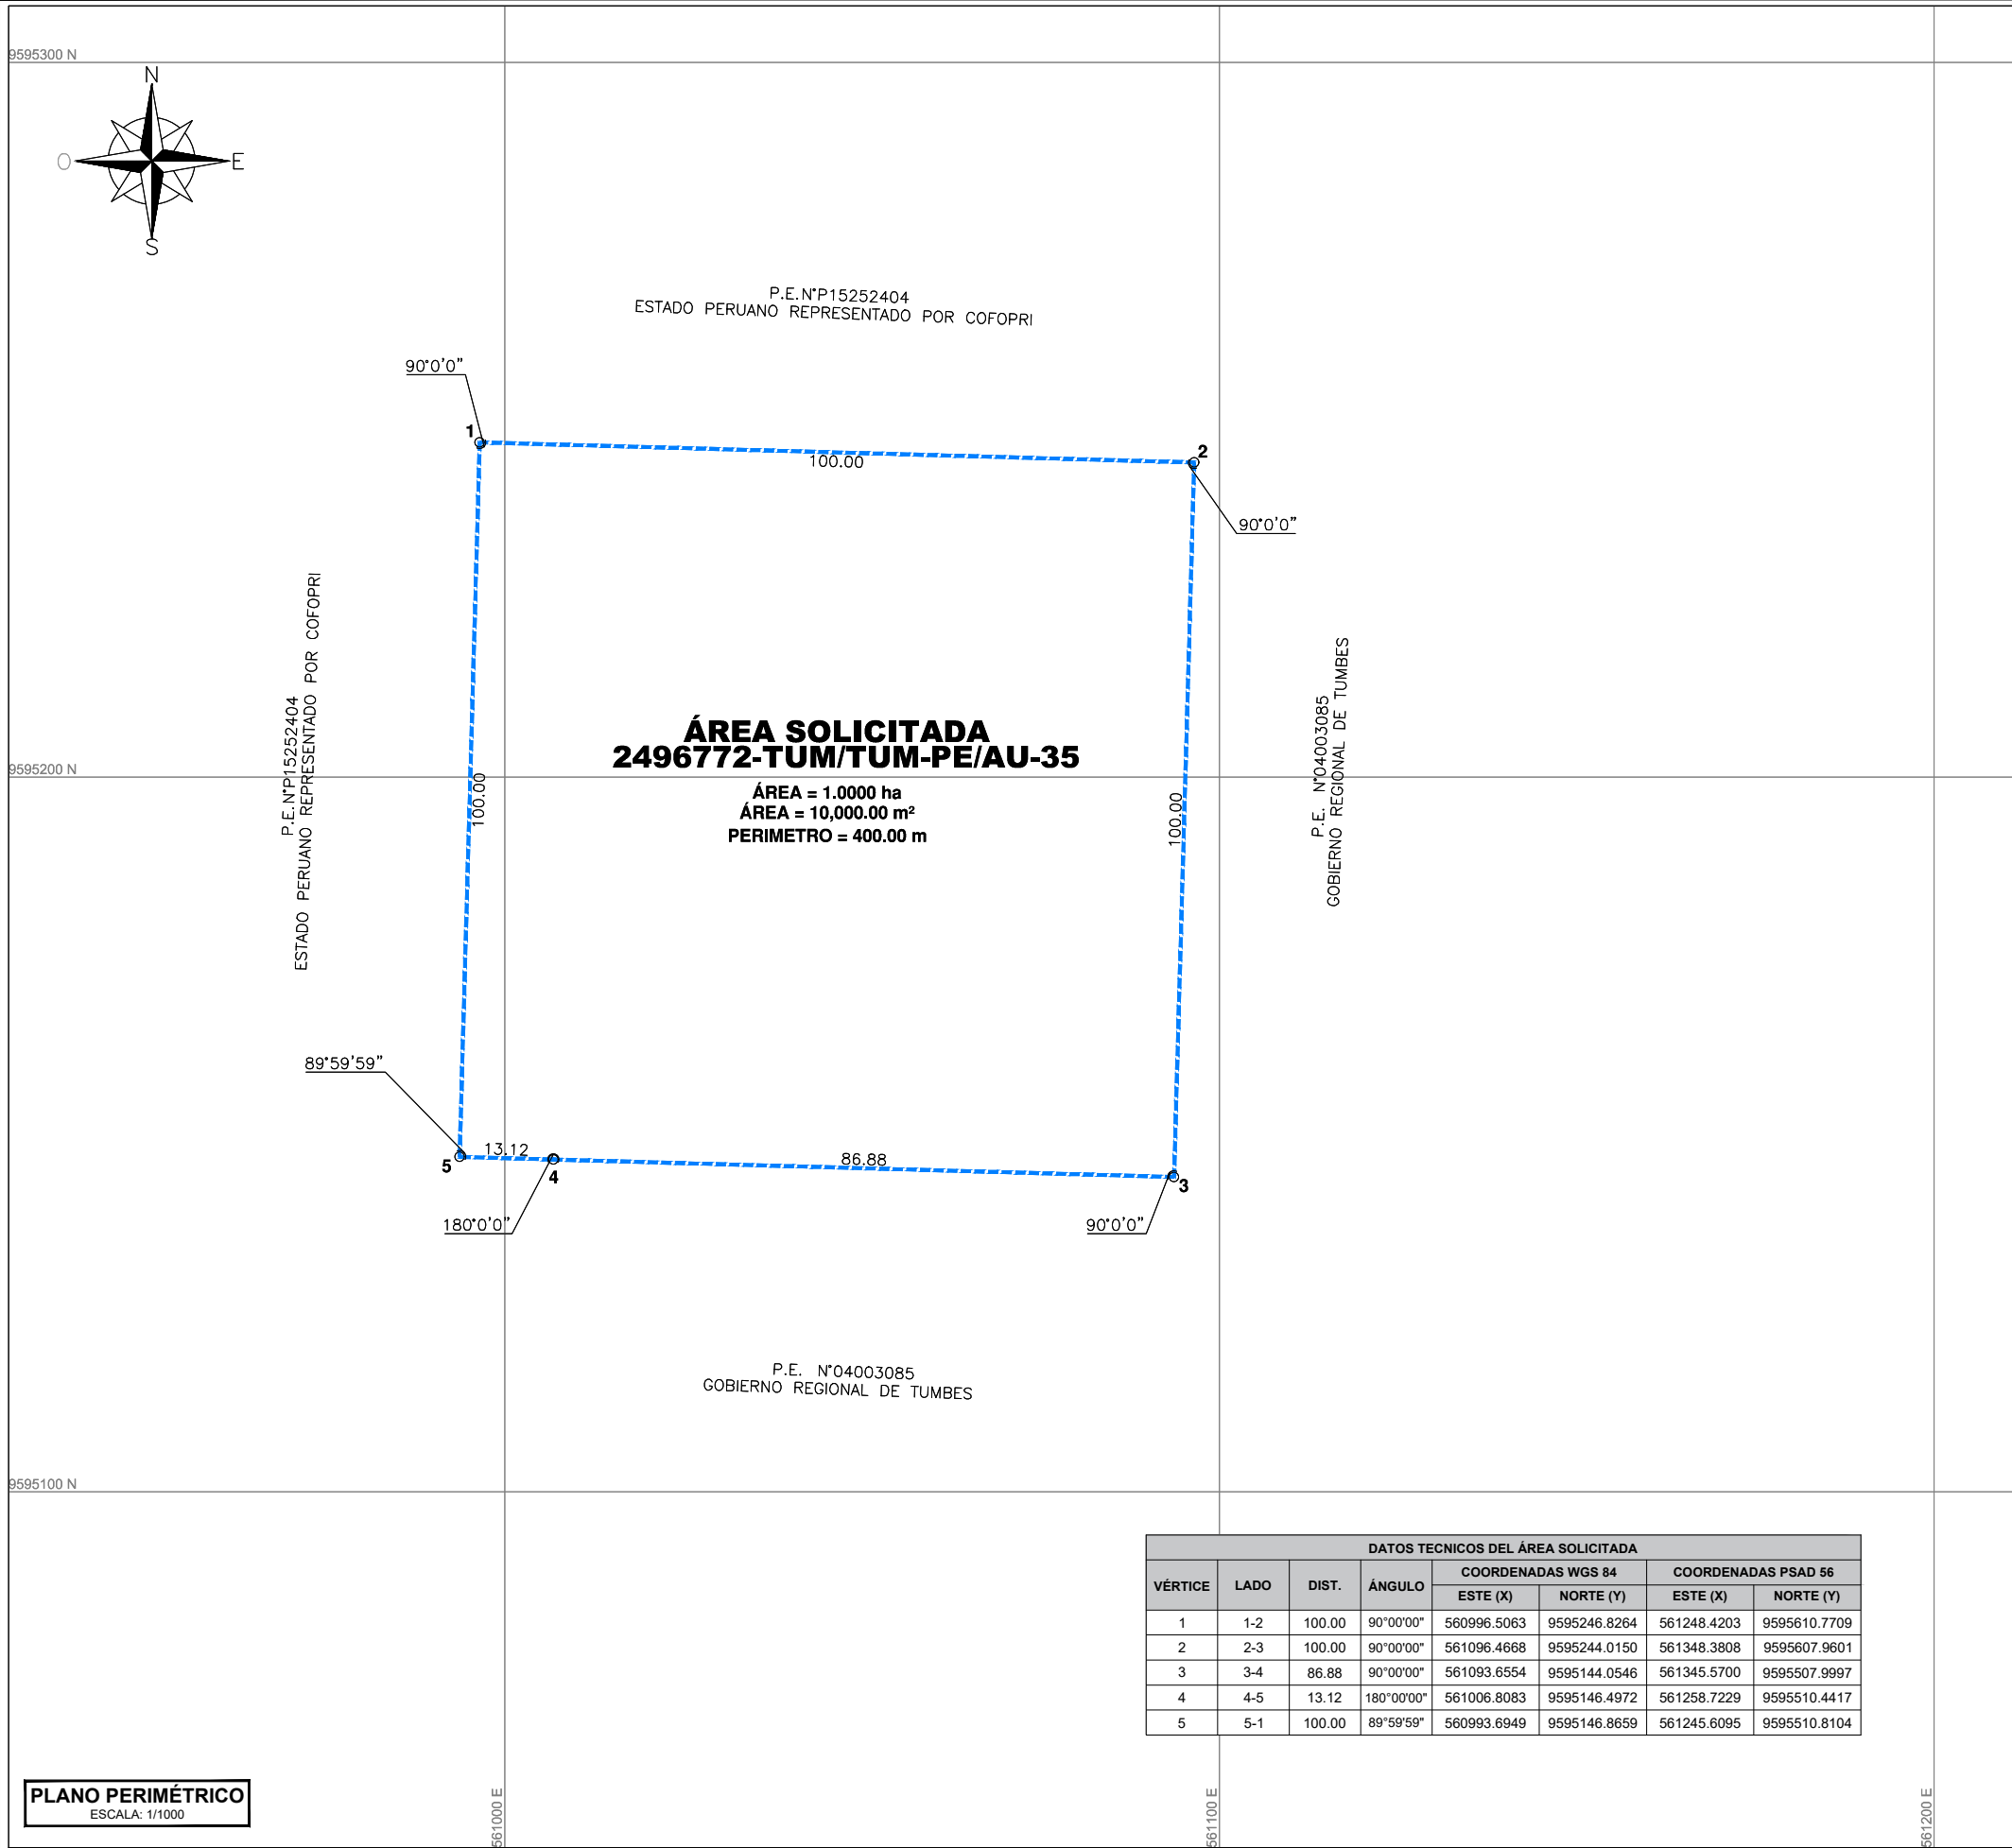 9595300 N
N
O
E
S
P.E.N°P15252404
ESTADO PERUANO REPRESENTADO POR COFOPRI
90°0'0"
1
2
100.00
90°0'0"
P.E.N°P15252404
ESTADO PERUANO REPRESENTADO POR COFOPRI
100.00
ÁREA SOLICITADA
2496772-TUM/TUM-PE/AU-35
ÁREA = 1.0000 ha
ÁREA = 10,000.00 m²
PERIMETRO = 400.00 m
100.00
P.E. N°04003085
GOBIERNO REGIONAL DE TUMBES
9595200 N
89°59'59"
5
13.12
4
86.88
3
180°0'0"
90°0'0"
P.E. N°04003085
GOBIERNO REGIONAL DE TUMBES
9595100 N
DATOS TECNICOS DEL ÁREA SOLICITADA
VÉRTICE LADO DIST. ÁNGULO COORDENADAS WGS 84 COORDENADAS PSAD 56
ESTE (X) NORTE (Y) ESTE (X) NORTE (Y)
1 1-2 100.00 90°00'00" 560996.5063 9595246.8264 561248.4203 9595610.7709
2 2-3 100.00 90°00'00" 561096.4668 9595244.0150 561348.3808 9595607.9601
3 3-4 86.88 90°00'00" 561093.6554 9595144.0546 561345.5700 9595507.9997
4 4-5 13.12 180°00'00" 561006.8083 9595146.4972 561258.7229 9595510.4417
5 5-1 100.00 89°59'59" 560993.6949 9595146.8659 561245.6095 9595510.8104
PLANO PERIMÉTRICO
ESCALA: 1/1000
561000 E
561100 E
561200 E